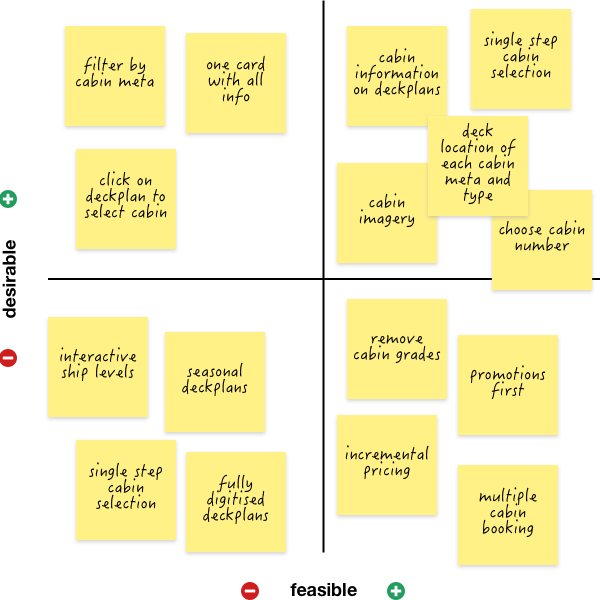 filter by
cabin meta
one card
with all
info
click on
deckplan to
select cabin
cabin
information
on deckplans
single step
cabin
selection
deck
location of
each cabin
meta and
type
cabin
imagery
choose cabin
number
desirable
interactive
ship levels
seasonal
deckplans
single step
cabin
selection
fully
digitised
deckplans
remove
cabin grades
promotions
first
incremental
pricing
multiple
cabin
booking
feasible